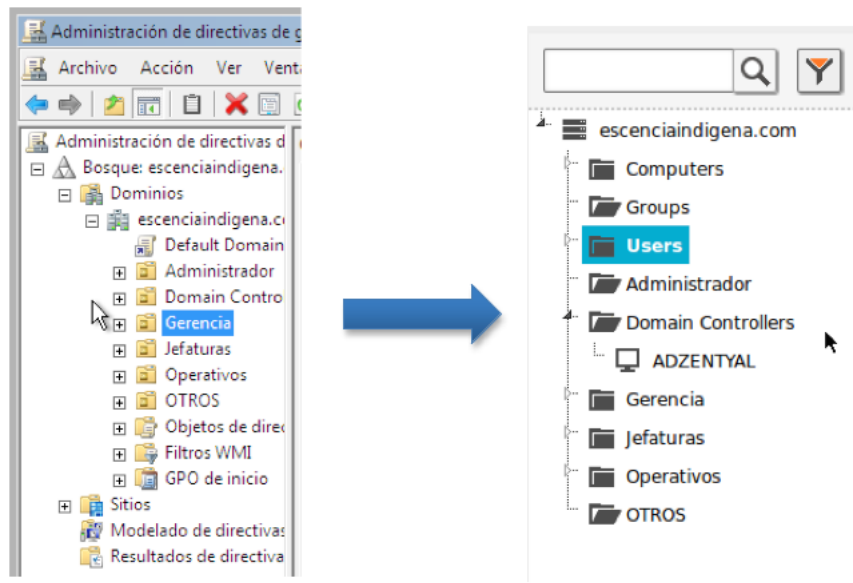 Administración de directivas de g
Archivo Acción Ver Vent
Administración de directivas d
Bosque: escenciaindigena.
Dominios
escenciaindigena.co
Default Domain
Administrador
Domain Contro
Gerencia
Jefaturas
Operativos
OTROS
Objetos de direc
Filtros WMI
GPO de inicio
Sitios
Modelado de directivas
Resultados de directiva
escenciaindigena.com
Computers
Groups
Users
Administrador
Domain Controllers
ADZENTYAL
Gerencia
Jefaturas
Operativos
OTROS